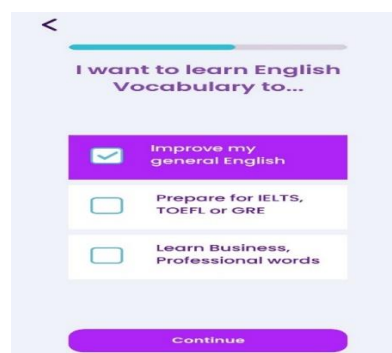 I want to learn English
Vocabulary to...
Improve my
general English
Prepare for IELTS,
TOEFL or GRE
Learn Business,
Professional words
Continue